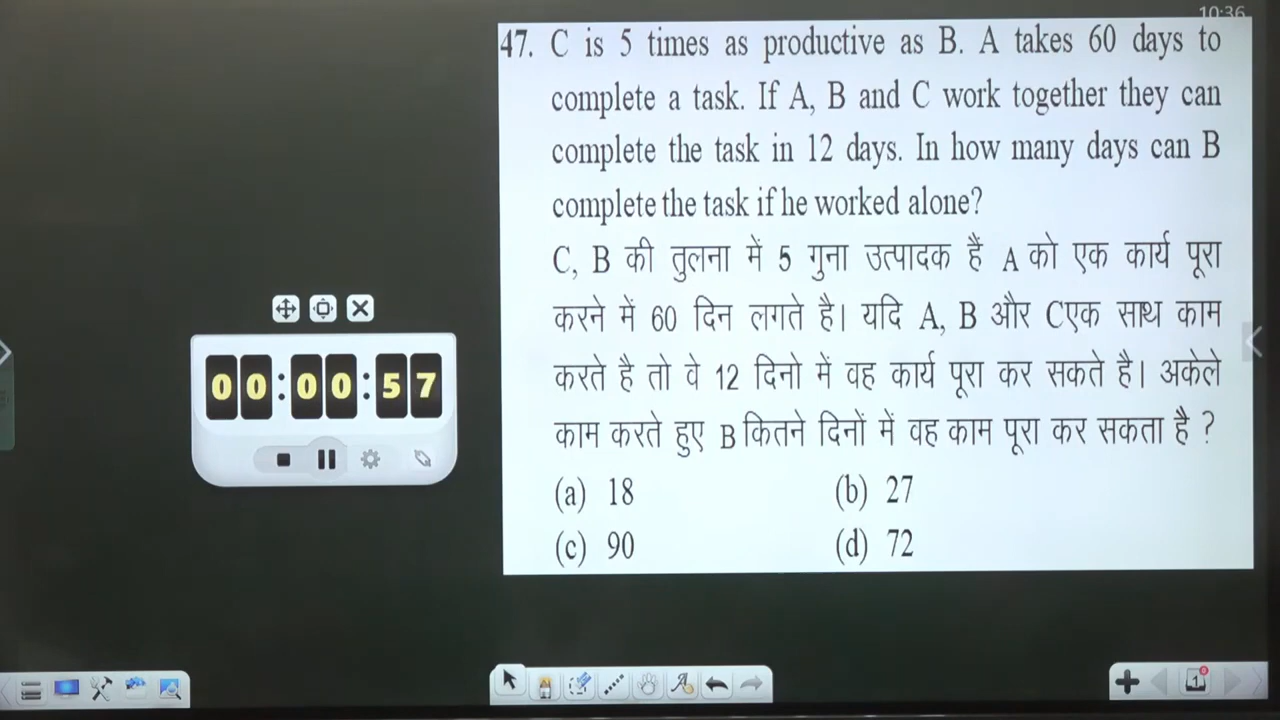 10:36
47. C is 5 times as productive as B. A takes 60 days to
complete a task. If A, B and C work together they can
complete the task in 12 days. In how many days can B
complete the task if he worked alone?
C, B की तुलना में 5 गुना उत्पादक हैं A को एक कार्य पूरा
करने में 60 दिन लगते है। यदि A, B और Cएक साथ काम
करते है तो वे 12 दिनो में वह कार्य पूरा कर सकते है। अकेले
काम करते हुए B कितने दिनों में वह काम पूरा कर सकता है ?
(a) 18 (b) 27
(c) 90 (d) 72
00:00:57
1